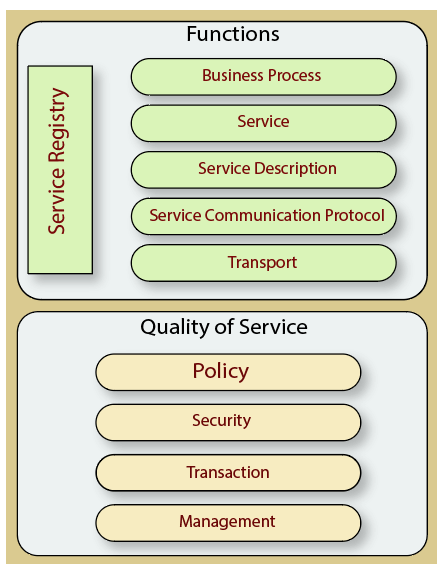 Functions
Service Registry
Business Process
Service
Service Description
Service Communication Protocol
Transport
Quality of Service
Policy
Security
Transaction
Management